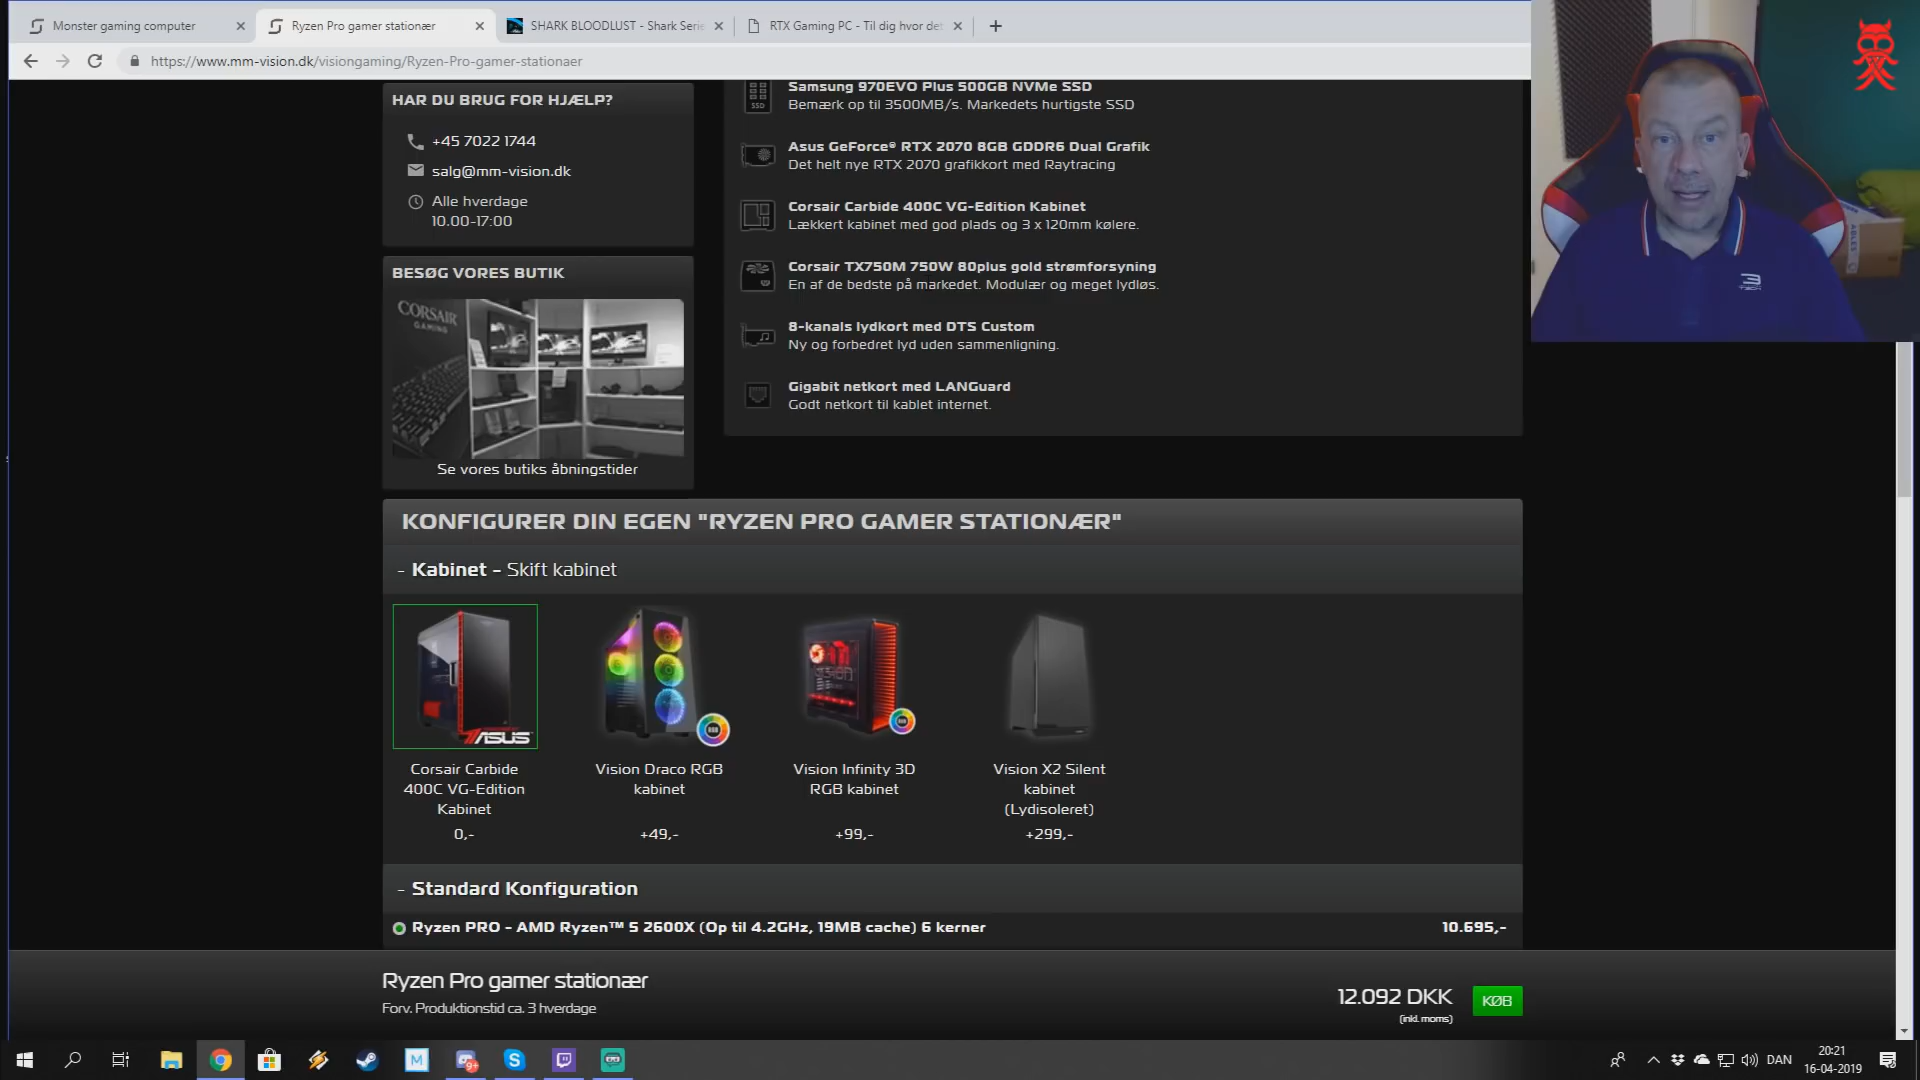 Monster gaming computer
Ryzen Pro gamer stationær
SHARK BLOODLUST - Shark Serie
RTX Gaming PC - Til dig hvor det
https://www.mm-vision.dk/visiongaming/Ryzen-Pro-gamer-stationaer
HAR DU BRUG FOR HJÆLP?
+45 7022 1744
salg@mm-vision.dk
Alle hverdage
10.00-17:00
BESØG VORES BUTIK
CORSAIR
GAMING
Se vores butiks åbningstider
SSD
Samsung 970EVO Plus 500GB NVMe SSD
Bemærk op til 3500MB/s. Markedets hurtigste SSD
Asus GeForce® RTX 2070 8GB GDDR6 Dual Grafik
Det helt nye RTX 2070 grafikkort med Raytracing
Corsair Carbide 400C VG-Edition Kabinet
Lækkert kabinet med god plads og 3 x 120mm kølere.
Corsair TX750M 750W 80plus gold strømforsyning
En af de bedste på markedet. Modulær og meget lydløs.
8-kanals lydkort med DTS Custom
Ny og forbedret lyd uden sammenligning.
Gigabit netkort med LANGuard
Godt netkort til kablet internet.
KONFIGURER DIN EGEN "RYZEN PRO GAMER STATIONÆR"
- Kabinet - Skift kabinet
ASUS
Corsair Carbide
400C VG-Edition
Kabinet
0,-
Vision Draco RGB
kabinet
+49,-
Vision Infinity 3D
RGB kabinet
+99,-
Vision X2 Silent
kabinet
(Lydisoleret)
+299,-
- Standard Konfiguration
Ryzen PRO - AMD Ryzen™ 5 2600X (Op til 4.2GHz, 19MB cache) 6 kerner 10.695,-
Ryzen Pro gamer stationær
Forv. Produktionstid ca. 3 hverdage
12.092 DKK
(inkl. moms)
KØB
M
9+
DAN
20:21
16-04-2019